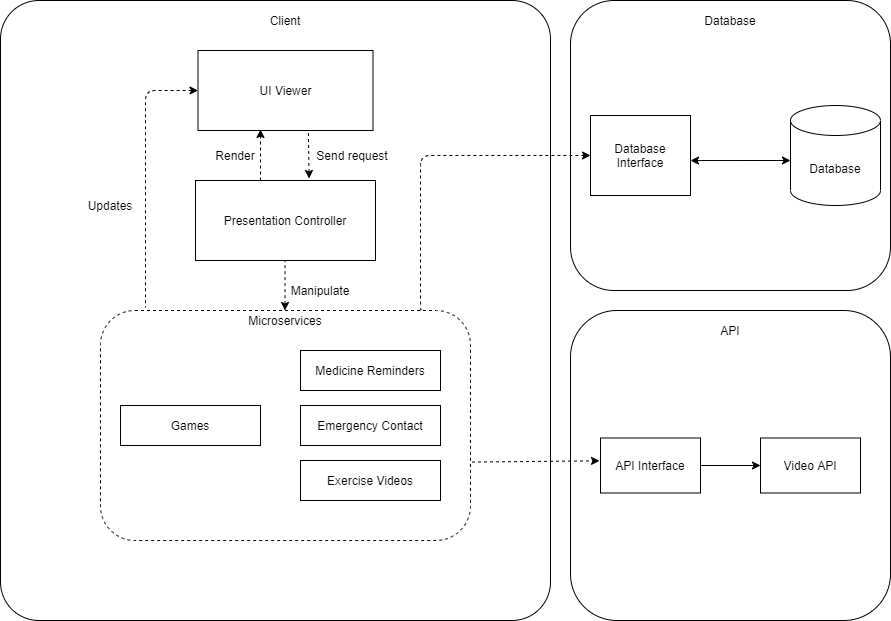 Client
UI Viewer
Render
Send request
Updates
Presentation Controller
Manipulate
Microservices
Medicine Reminders
Games
Emergency Contact
Exercise Videos
Database
Database
Interface
Database
API
API Interface
Video API